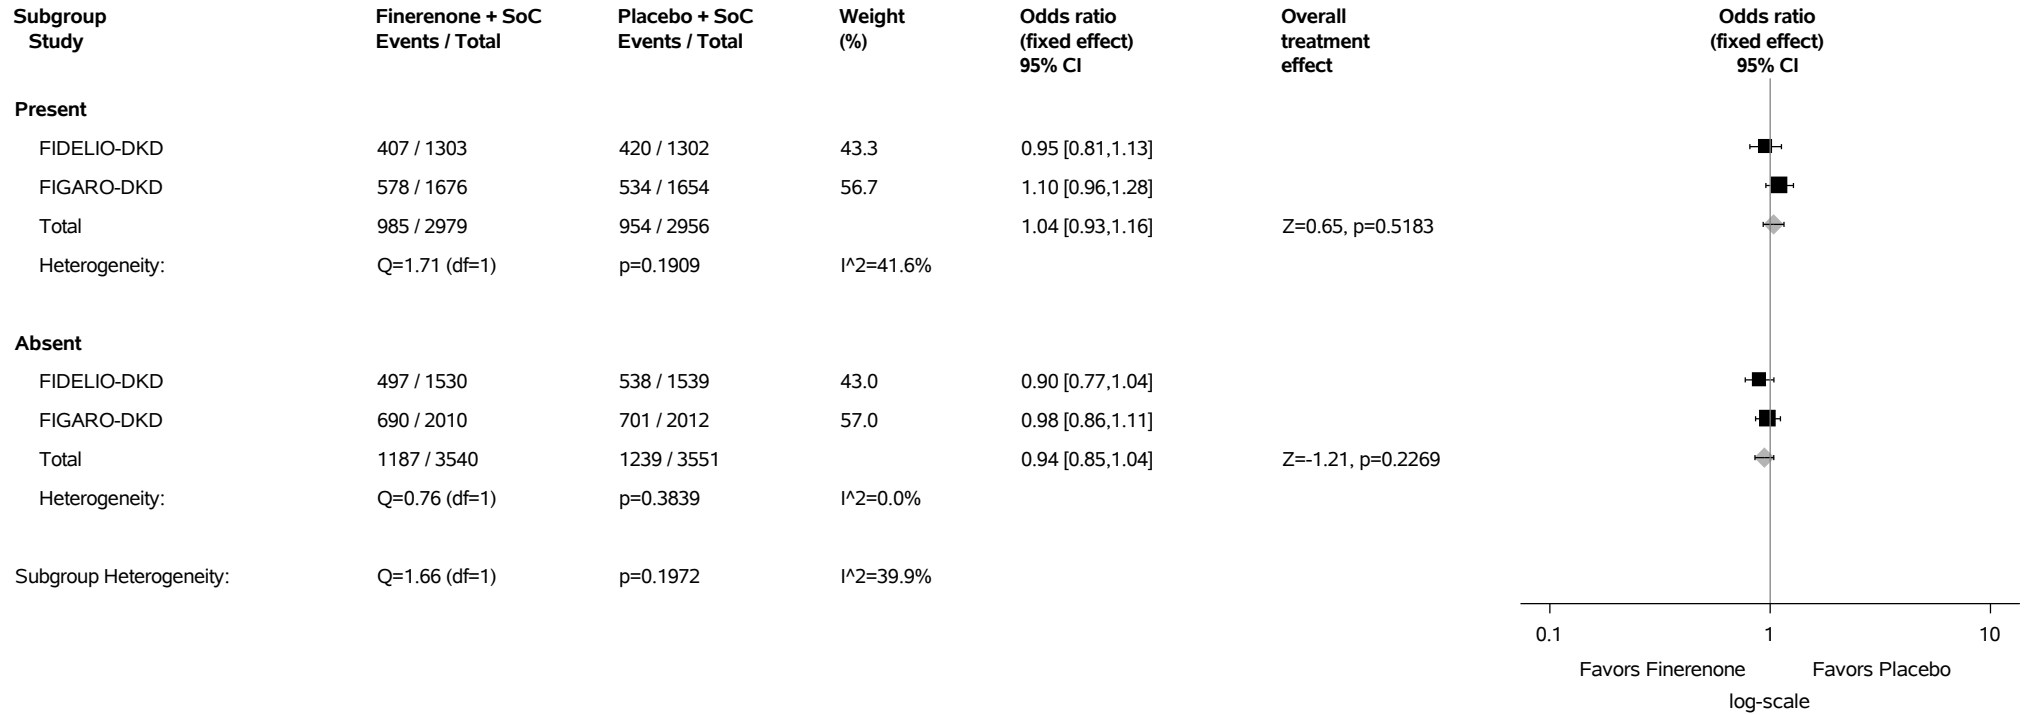 Subgroup Finerenone + SoC Placebo + SoC Weight Odds ratio Overall Odds ratio
Study Events / Total Events / Total (%) (fixed effect) treatment (fixed effect)
95% CI effect 95% CI
Present
FIDELIO-DKD 407 / 1303 420 / 1302 43.3 0.95 [0.81,1.13]
FIGARO-DKD 578 / 1676 534 / 1654 56.7 1.10 [0.96,1.28]
Total 985 / 2979 954 / 2956 1.04 [0.93,1.16] Z=0.65, p=0.5183
Heterogeneity: Q=1.71 (df=1) p=0.1909 I^2=41.6%
Absent
FIDELIO-DKD 497 / 1530 538 / 1539 43.0 0.90 [0.77,1.04]
FIGARO-DKD 690 / 2010 701 / 2012 57.0 0.98 [0.86,1.11]
Total 1187 / 3540 1239 / 3551 0.94 [0.85,1.04] Z=-1.21, p=0.2269
Heterogeneity: Q=0.76 (df=1) p=0.3839 I^2=0.0%
Subgroup Heterogeneity: Q=1.66 (df=1) p=0.1972 I^2=39.9%
0.1 1 10
Favors Finerenone Favors Placebo
log-scale